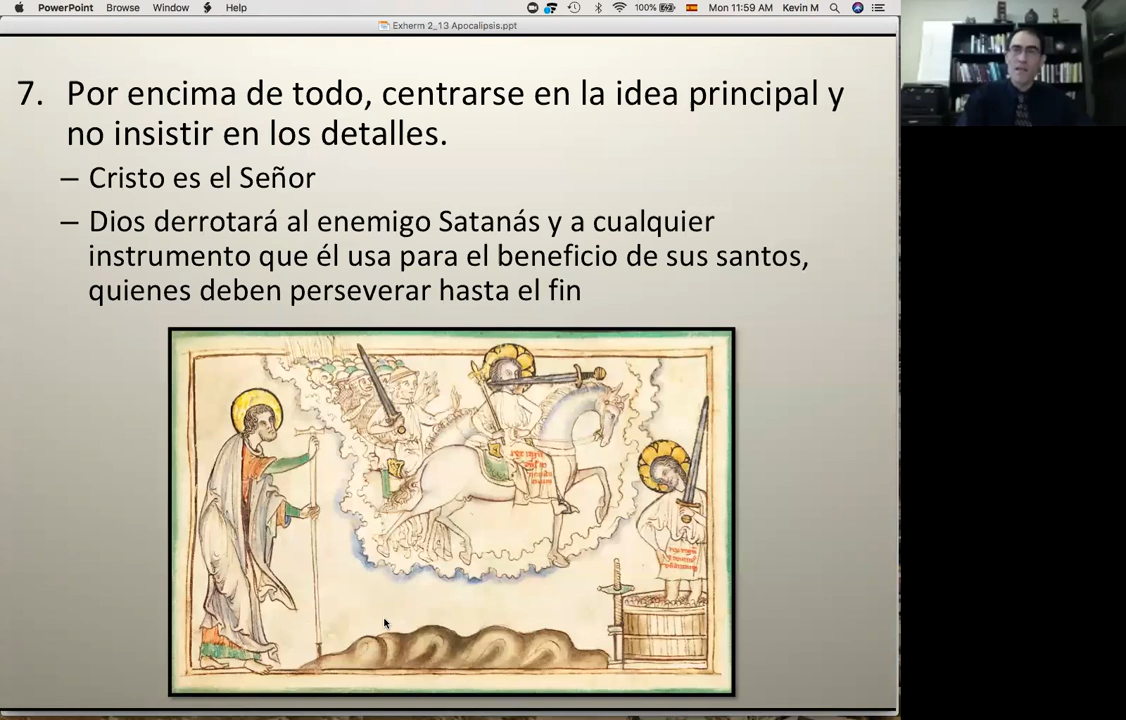 PowerPoint Browse Window Help 100% Mon 11:59 AM Kevin M
Exherm 2_13 Apocalipsis.ppt
7. Por encima de todo, centrarse en la idea principal y
no insistir en los detalles.
– Cristo es el Señor
– Dios derrotará al enemigo Satanás y a cualquier
instrumento que él usa para el beneficio de sus santos,
quienes deben perseverar hasta el fin